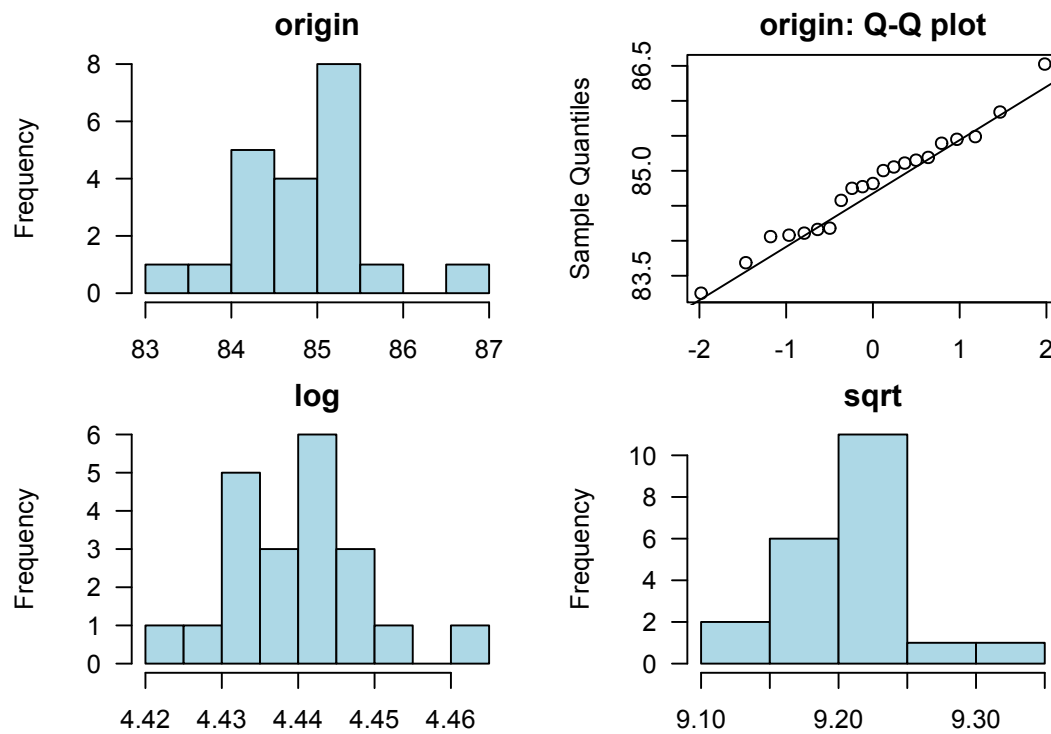 origin
Frequency
8
6
4
2
0
83 84 85 86 87
origin: Q-Q plot
Sample Quantiles
86.5
85.0
83.5
-2 -1 0 1 2
log
Frequency
6
5
4
3
2
1
0
4.42 4.43 4.44 4.45 4.46
sqrt
Frequency
10
8
6
4
2
0
9.10 9.20 9.30